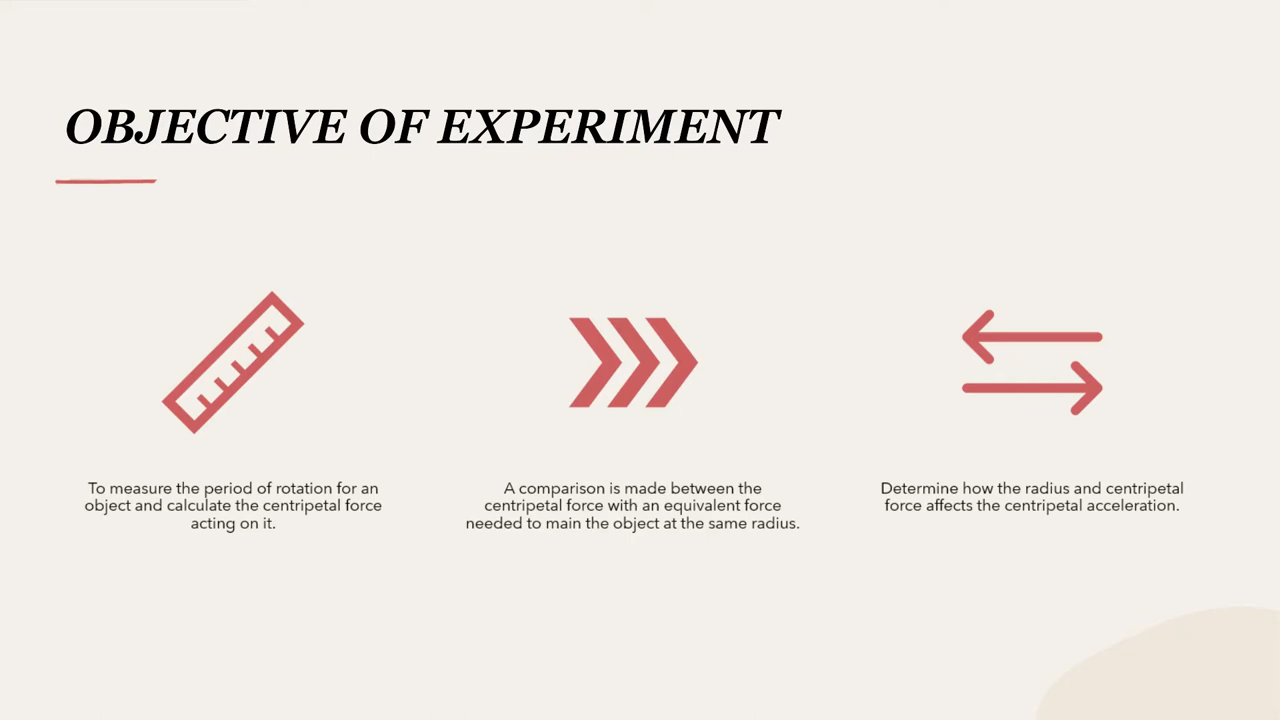 OBJECTIVE OF EXPERIMENT
To measure the period of rotation for an
object and calculate the centripetal force
acting on it.
A comparison is made between the
centripetal force with an equivalent force
needed to main the object at the same radius.
Determine how the radius and centripetal
force affects the centripetal acceleration.